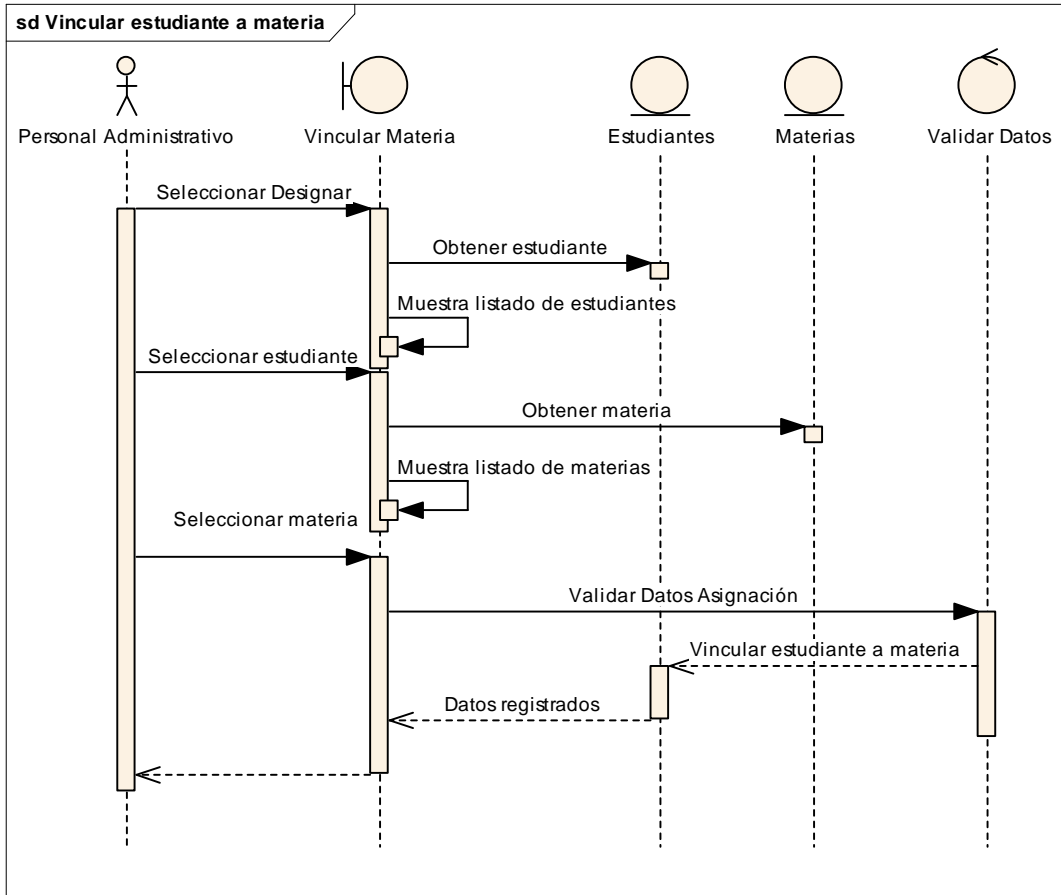 sd Vincular estudiante a materia
Personal Administrativo
Vincular Materia
Estudiantes
Materias
Validar Datos
Seleccionar Designar
Obtener estudiante
Muestra listado de estudiantes
Seleccionar estudiante
Obtener materia
Muestra listado de materias
Seleccionar materia
Validar Datos Asignación
Vincular estudiante a materia
Datos registrados